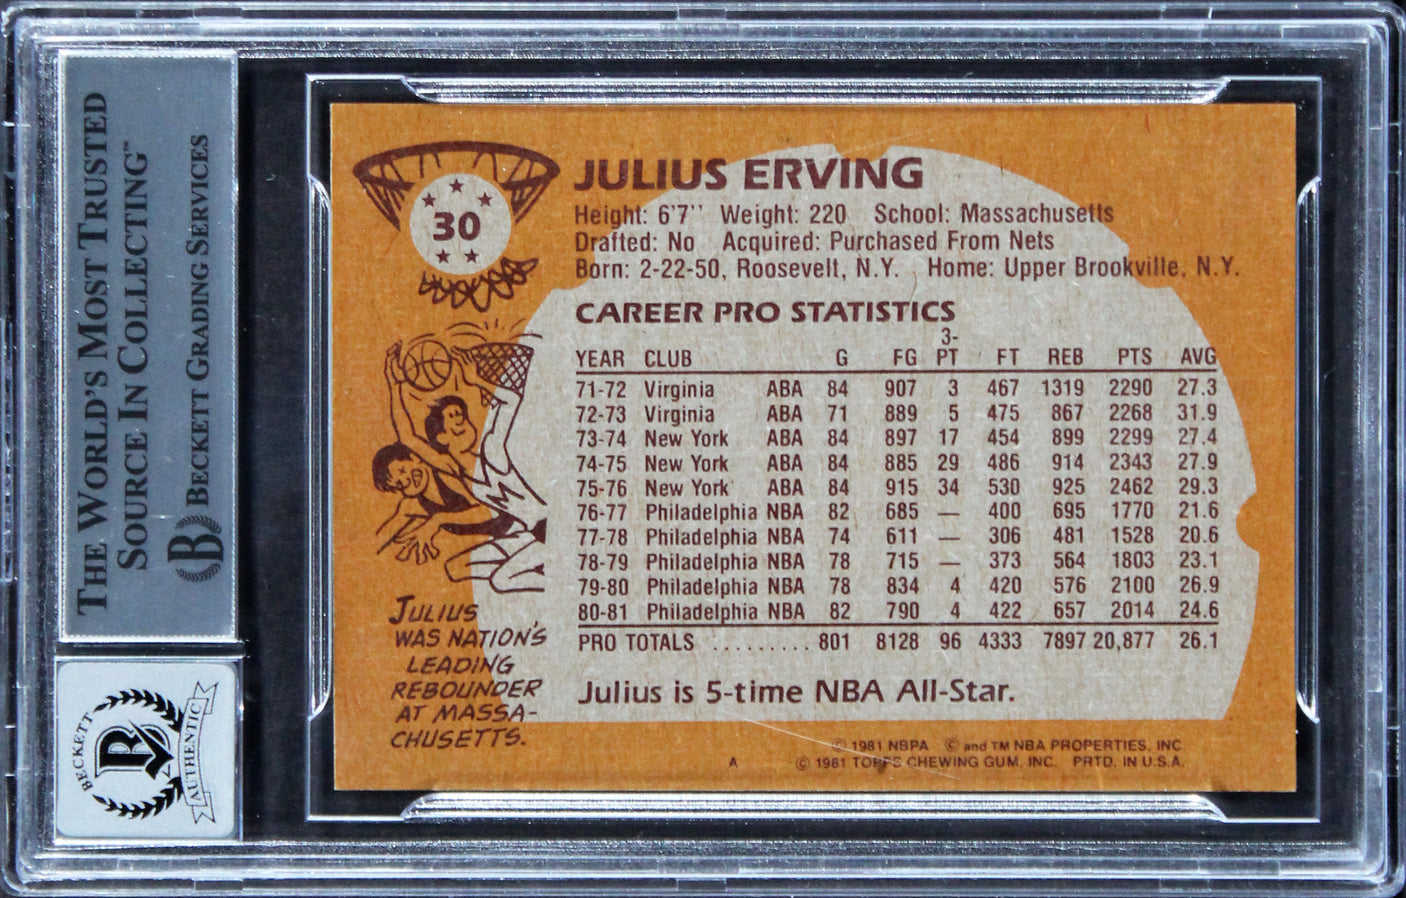 THE WORLD'S MOST TRUSTED
SOURCE IN COLLECTING™
B BECKETT GRADING SERVICES
BECKETT
B
AUTHENTIC
30
JULIUS ERVING
Height: 6'7'' Weight: 220 School: Massachusetts
Drafted: No Acquired: Purchased From Nets
Born: 2-22-50, Roosevelt, N.Y. Home: Upper Brookville, N.Y.
CAREER PRO STATISTICS
YEAR CLUB G FG 3-PT FT REB PTS AVG
71-72 Virginia ABA 84 907 3 467 1319 2290 27.3
72-73 Virginia ABA 71 889 5 475 867 2268 31.9
73-74 New York ABA 84 897 17 454 899 2299 27.4
74-75 New York ABA 84 885 29 486 914 2343 27.9
75-76 New York ABA 84 915 34 530 925 2462 29.3
76-77 Philadelphia NBA 82 685 — 400 695 1770 21.6
77-78 Philadelphia NBA 74 611 — 306 481 1528 20.6
78-79 Philadelphia NBA 78 715 — 373 564 1803 23.1
79-80 Philadelphia NBA 78 834 4 420 576 2100 26.9
80-81 Philadelphia NBA 82 790 4 422 657 2014 24.6
PRO TOTALS ......... 801 8128 96 4333 7897 20,877 26.1
Julius is 5-time NBA All-Star.
JULIUS
WAS NATION'S
LEADING
REBOUNDER
AT MASSA-
CHUSETTS.
© 1981 NBPA © and TM NBA PROPERTIES, INC.
A © 1981 TOPPS CHEWING GUM, INC. PRTD. IN U.S.A.